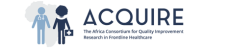 ACQUIRE
The Africa Consortium for Quality Improvement
Research in Frontline Healthcare